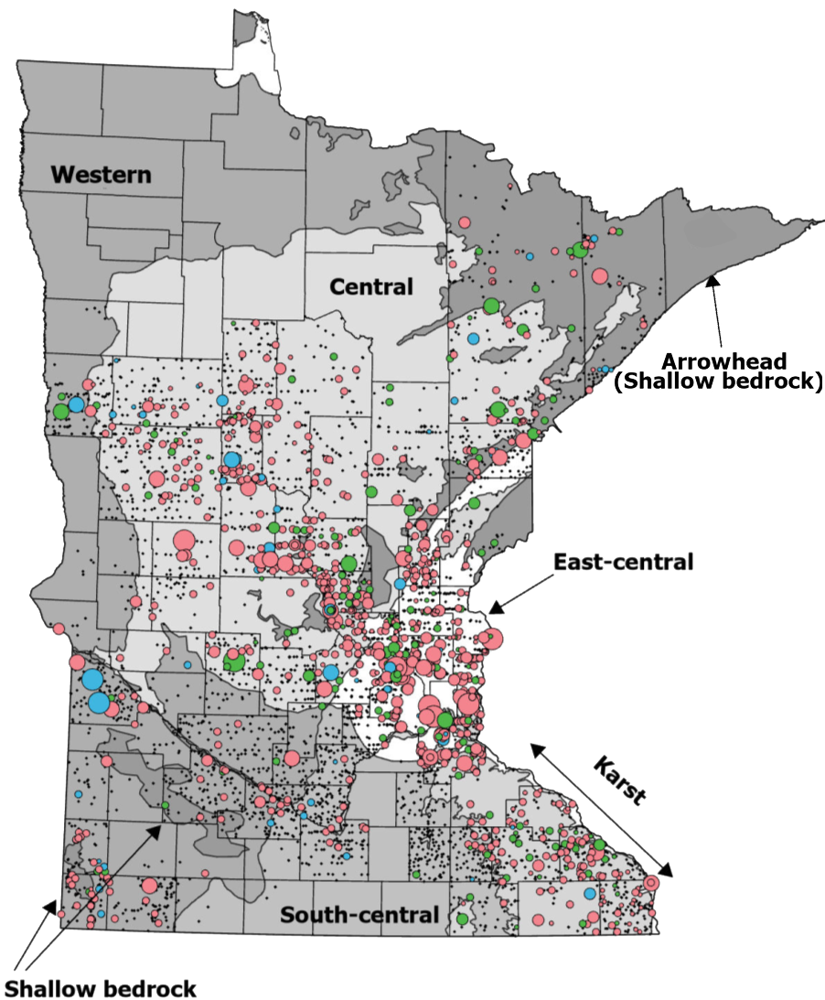 Western
Central
Arrowhead
(Shallow bedrock)
East-central
Karst
South-central
Shallow bedrock